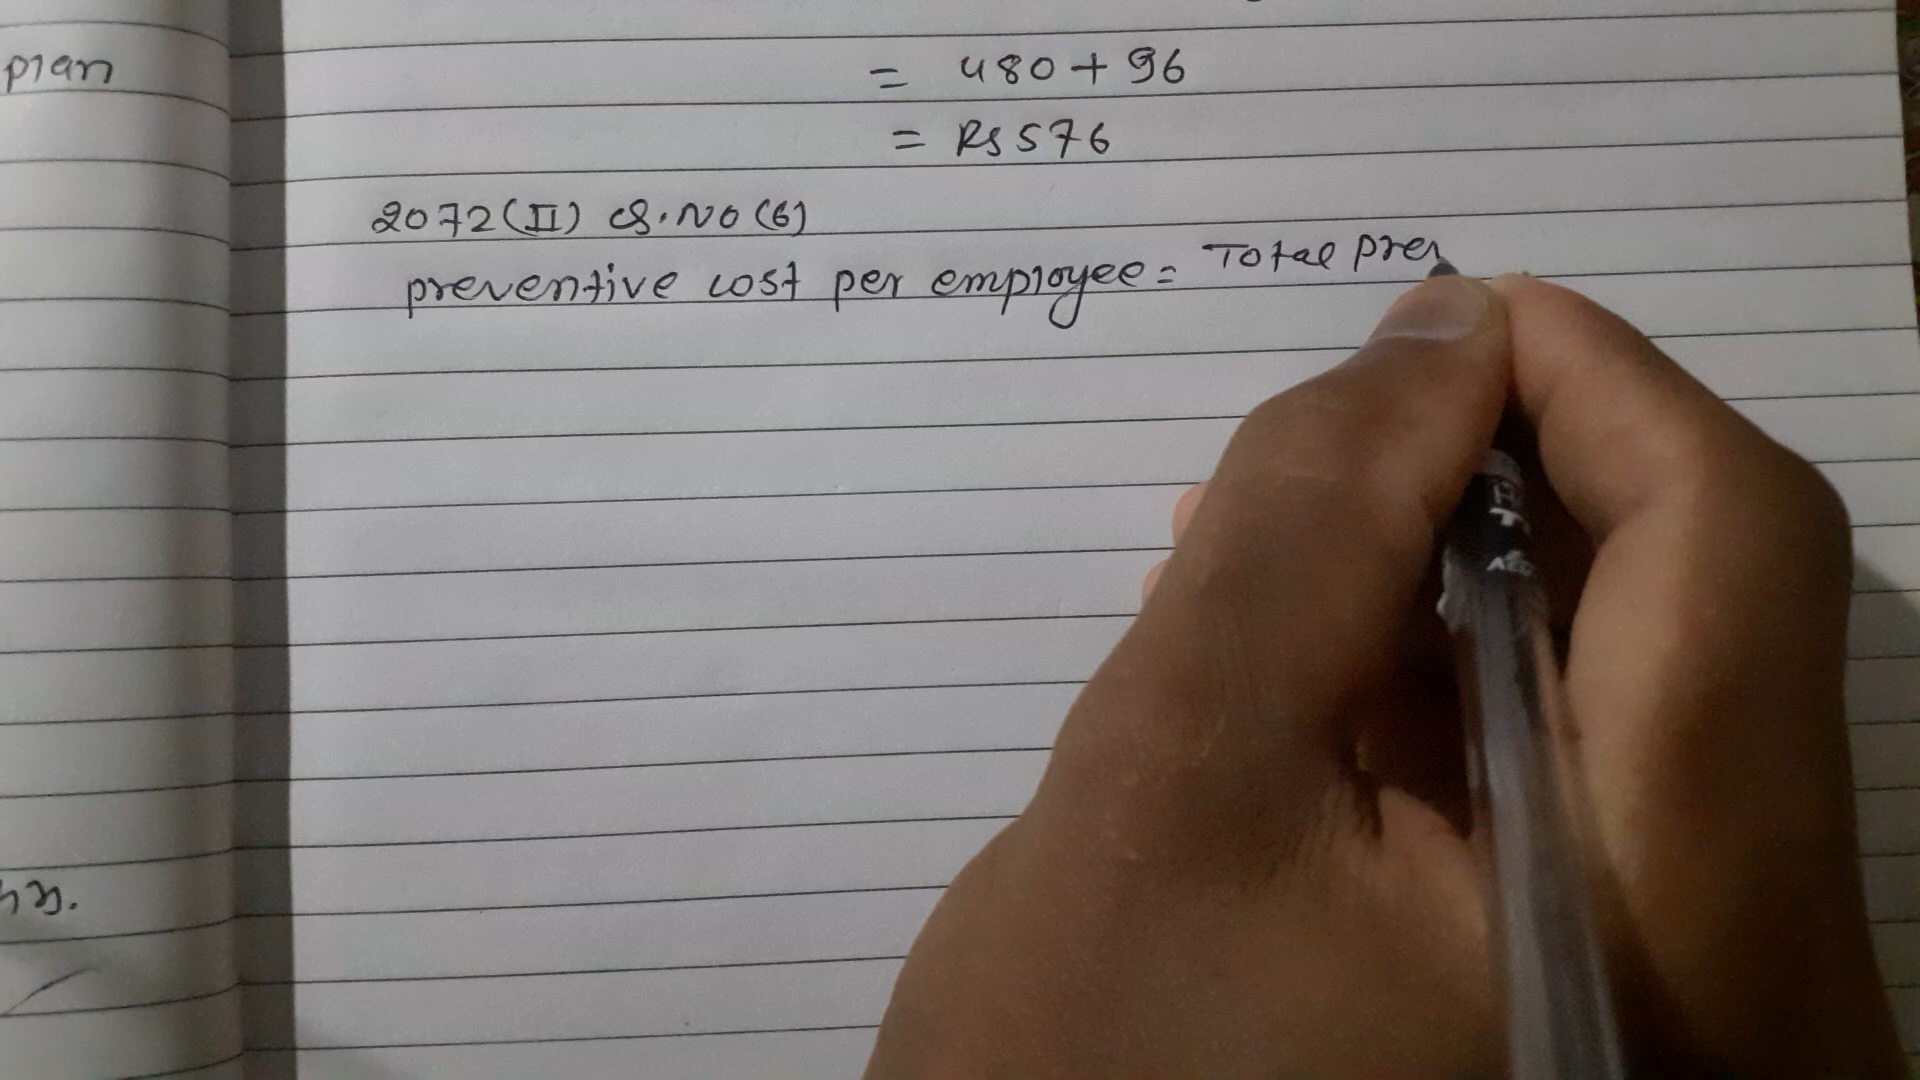 plan
= 480 + 96
= Rs 576
2072 (II) Q.NO (6)
preventive cost per employee = Total prev